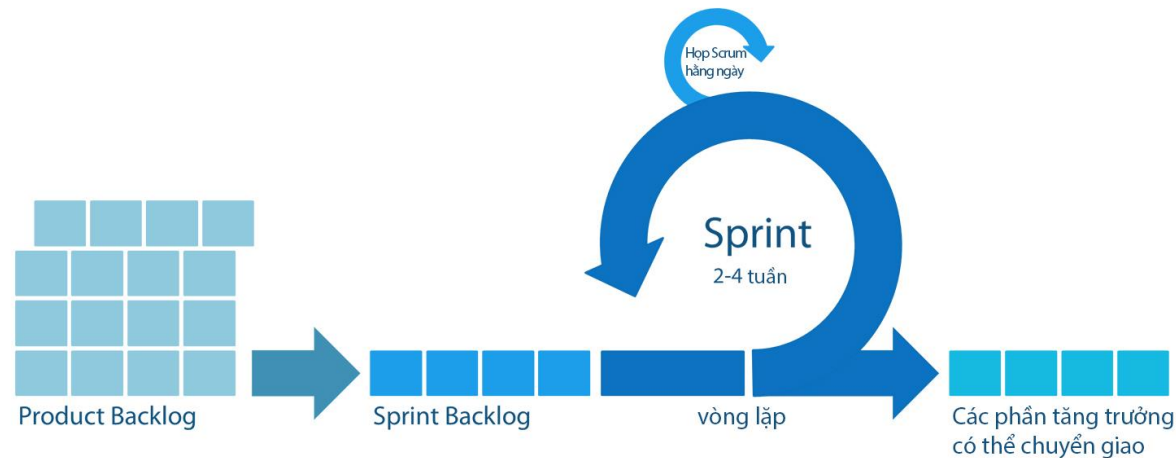 Họp Scrum
hằng ngày
Sprint
2-4 tuần
Product Backlog
Sprint Backlog
vòng lặp
Các phần tăng trưởng
có thể chuyển giao